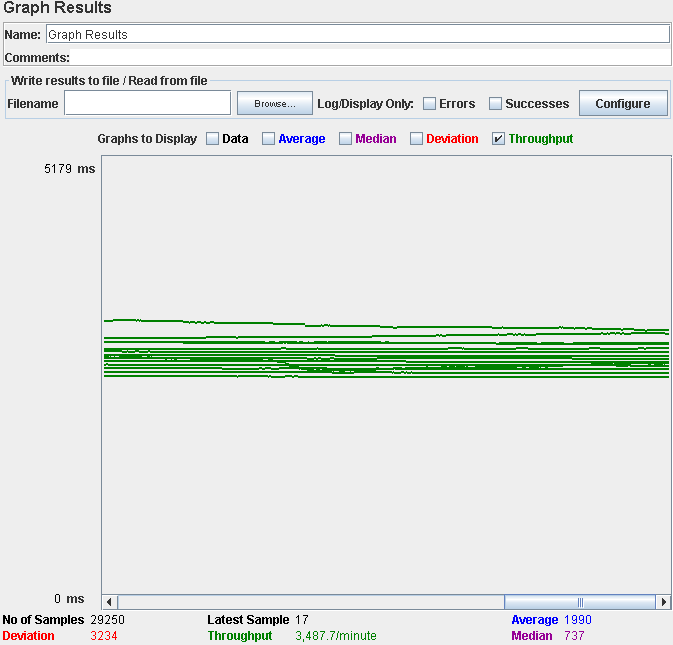 Graph Results
Name: Graph Results
Comments:
Write results to file / Read from file
Filename Browse... Log/Display Only: Errors Successes Configure
Graphs to Display Data Average Median Deviation Throughput
5179 ms
0 ms
No of Samples 29250 Latest Sample 17 Average 1990
Deviation 3234 Throughput 3,487.7/minute Median 737